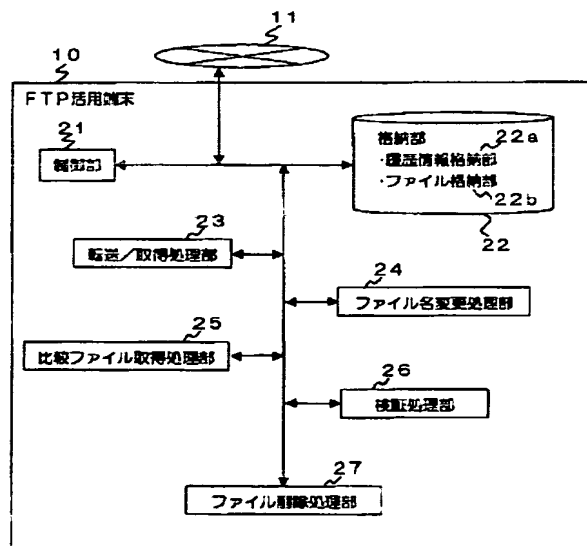 11
10
FTP活用端末
21
制御部
格納部 22a
・履歴情報格納部
・ファイル格納部
22b
22
23
転送／取得処理部
24
ファイル名変更処理部
25
比較ファイル取得処理部
26
検証処理部
27
ファイル削除処理部